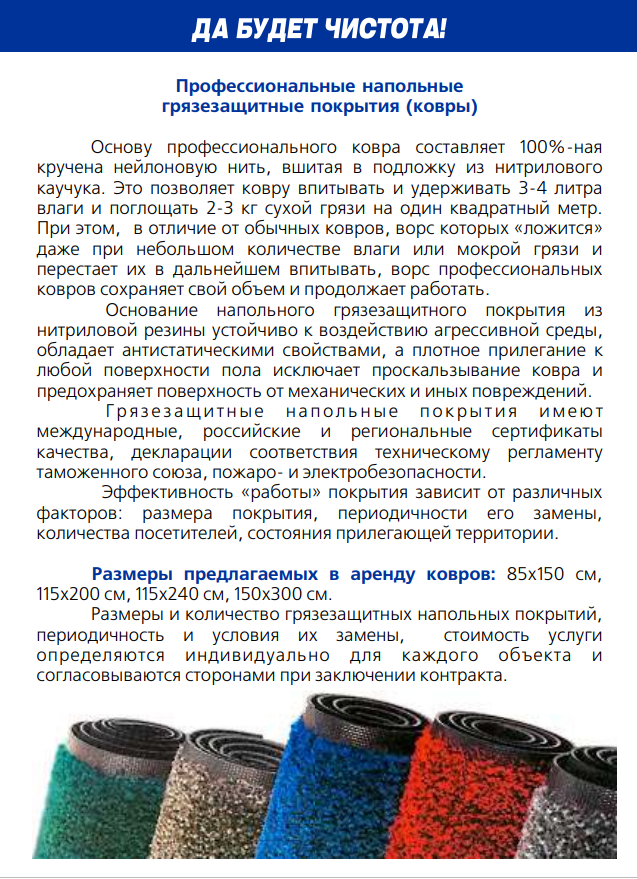 ДА БУДЕТ ЧИСТОТА!
Профессиональные напольные
грязезащитные покрытия (ковры)
Основу профессионального ковра составляет 100%-ная
кручена нейлоновую нить, вшитая в подложку из нитрилового
каучука. Это позволяет ковру впитывать и удерживать 3-4 литра
влаги и поглощать 2-3 кг сухой грязи на один квадратный метр.
При этом, в отличие от обычных ковров, ворс которых «ложится»
даже при небольшом количестве влаги или мокрой грязи и
перестает их в дальнейшем впитывать, ворс профессиональных
ковров сохраняет свой объем и продолжает работать.
Основание напольного грязезащитного покрытия из
нитриловой резины устойчиво к воздействию агрессивной среды,
обладает антистатическими свойствами, а плотное прилегание к
любой поверхности пола исключает проскальзывание ковра и
предохраняет поверхность от механических и иных повреждений.
Грязезащитные напольные покрытия имеют
международные, российские и региональные сертификаты
качества, декларации соответствия техническому регламенту
таможенного союза, пожаро- и электробезопасности.
Эффективность «работы» покрытия зависит от различных
факторов: размера покрытия, периодичности его замены,
количества посетителей, состояния прилегающей территории.
Размеры предлагаемых в аренду ковров: 85х150 см,
115х200 см, 115х240 см, 150х300 см.
Размеры и количество грязезащитных напольных покрытий,
периодичность и условия их замены, стоимость услуги
определяются индивидуально для каждого объекта и
согласовываются сторонами при заключении контракта.